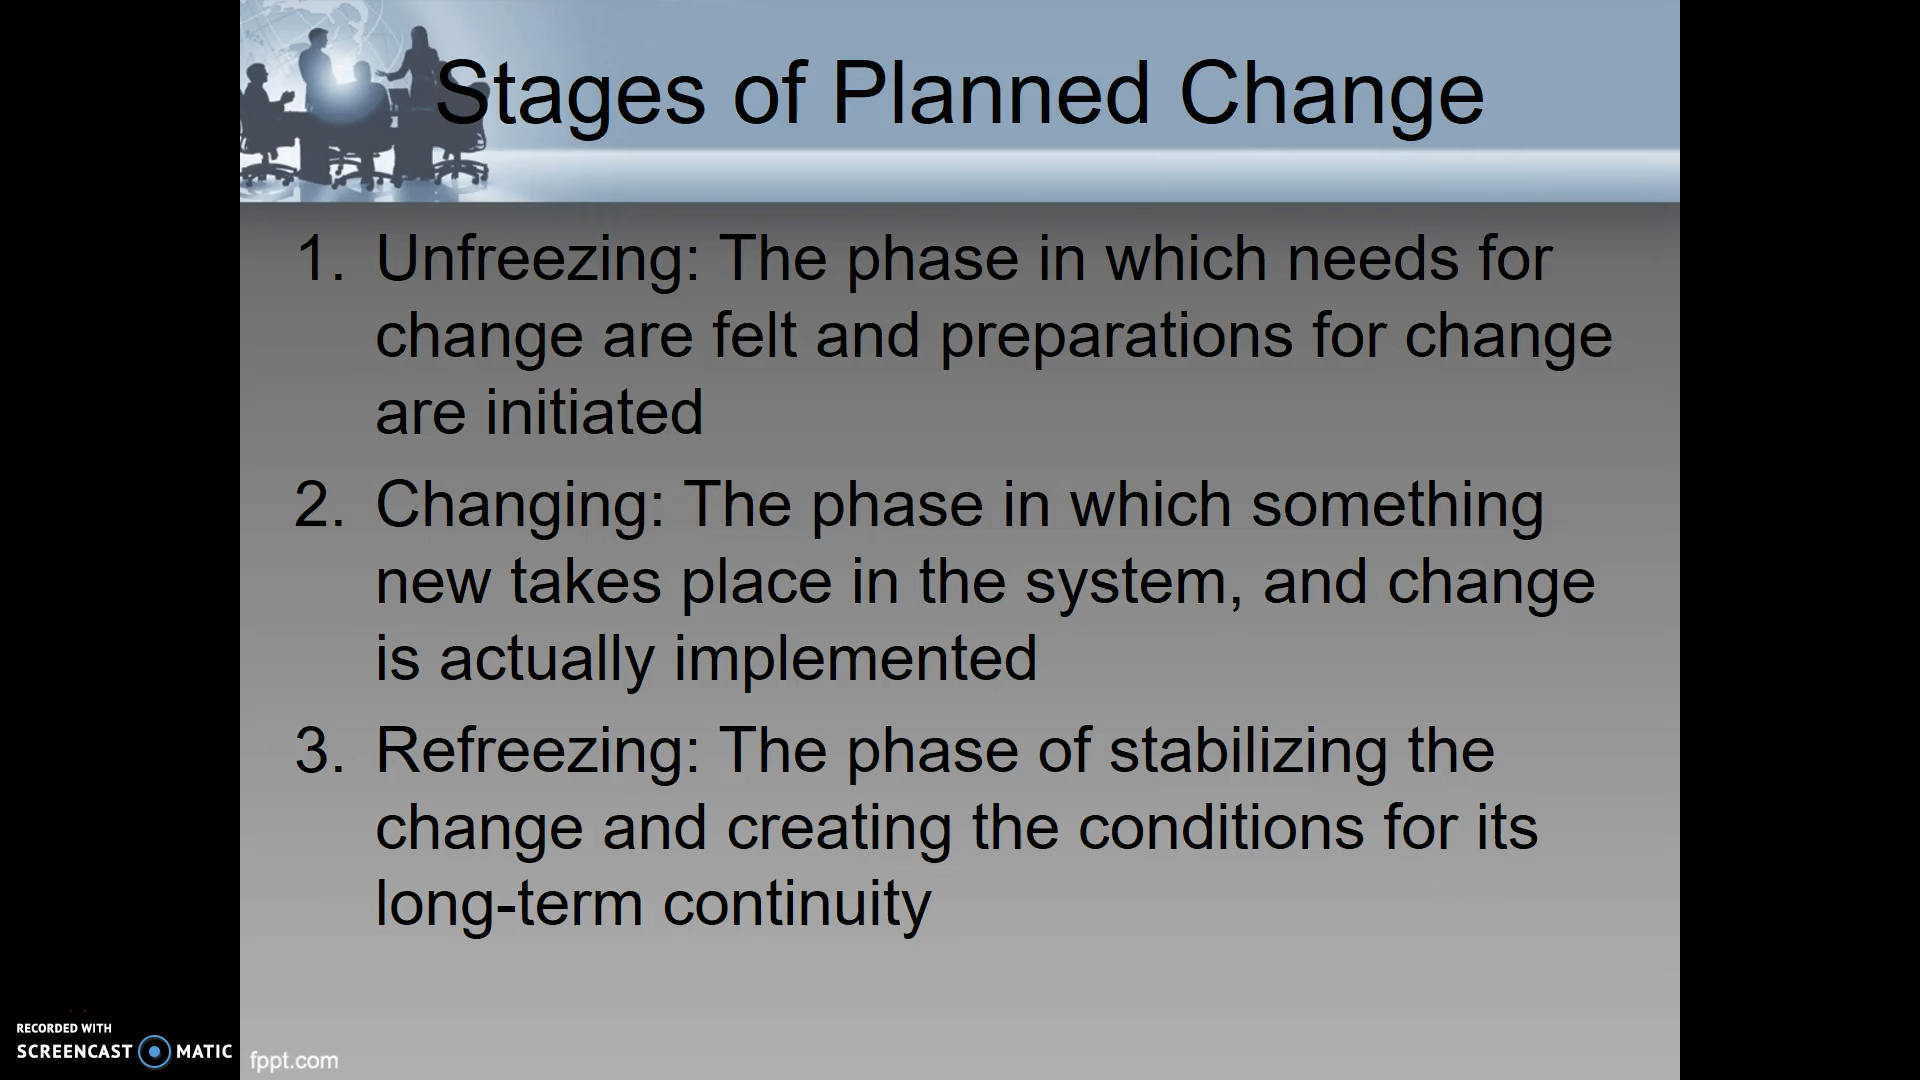 Stages of Planned Change
1. Unfreezing: The phase in which needs for
change are felt and preparations for change
are initiated
2. Changing: The phase in which something
new takes place in the system, and change
is actually implemented
3. Refreezing: The phase of stabilizing the
change and creating the conditions for its
long-term continuity
RECORDED WITH
SCREENCAST MATIC
fppt.com